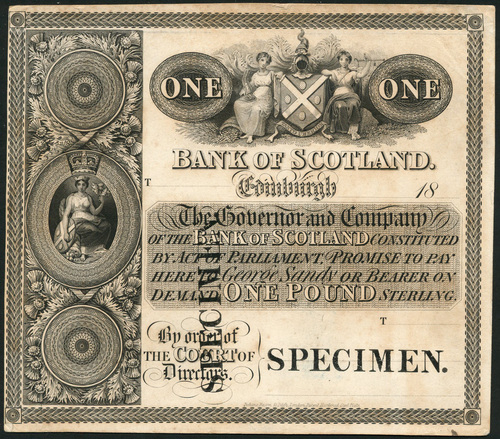 ONE ONE
BANK OF SCOTLAND.
T
Edinburgh 18
The Governor and Company
OF THE BANK OF SCOTLAND CONSTITUTED
BY ACT OF PARLIAMENT, PROMISE TO PAY
HERE TO George Sandy OR BEARER ON
DEMAND ONE POUND STERLING.
T
By order of
THE COURT OF
Directors.
SPECIMEN.
SPECIMEN